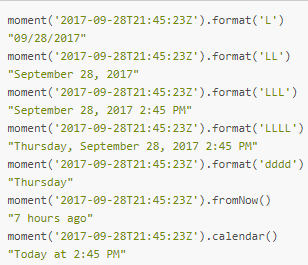 moment('2017-09-28T21:45:23Z').format('L')
"09/28/2017"
moment('2017-09-28T21:45:23Z').format('LL')
"September 28, 2017"
moment('2017-09-28T21:45:23Z').format('LLL')
"September 28, 2017 2:45 PM"
moment('2017-09-28T21:45:23Z').format('LLLL')
"Thursday, September 28, 2017 2:45 PM"
moment('2017-09-28T21:45:23Z').format('dddd')
"Thursday"
moment('2017-09-28T21:45:23Z').fromNow()
"7 hours ago"
moment('2017-09-28T21:45:23Z').calendar()
"Today at 2:45 PM"